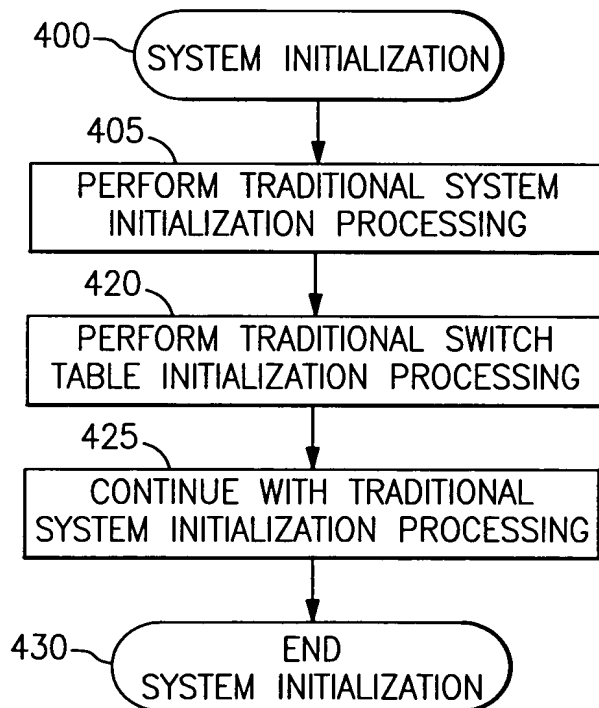 400
SYSTEM INITIALIZATION
405
PERFORM TRADITIONAL SYSTEM
INITIALIZATION PROCESSING
420
PERFORM TRADITIONAL SWITCH
TABLE INITIALIZATION PROCESSING
425
CONTINUE WITH TRADITIONAL
SYSTEM INITIALIZATION PROCESSING
430
END
SYSTEM INITIALIZATION